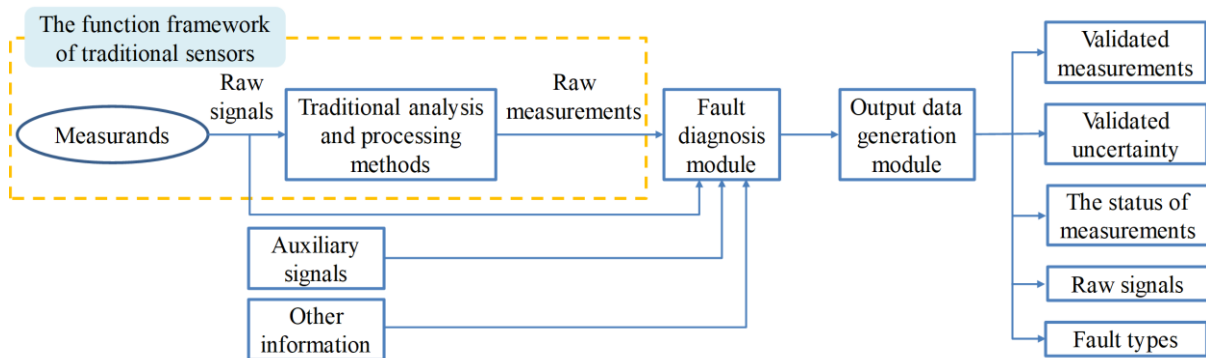 The function framework
of traditional sensors
Measurands
Raw
signals
Traditional analysis
and processing
methods
Raw
measurements
Fault
diagnosis
module
Output data
generation
module
Validated
measurements
Validated
uncertainty
The status of
measurements
Raw signals
Fault types
Auxiliary
signals
Other
information